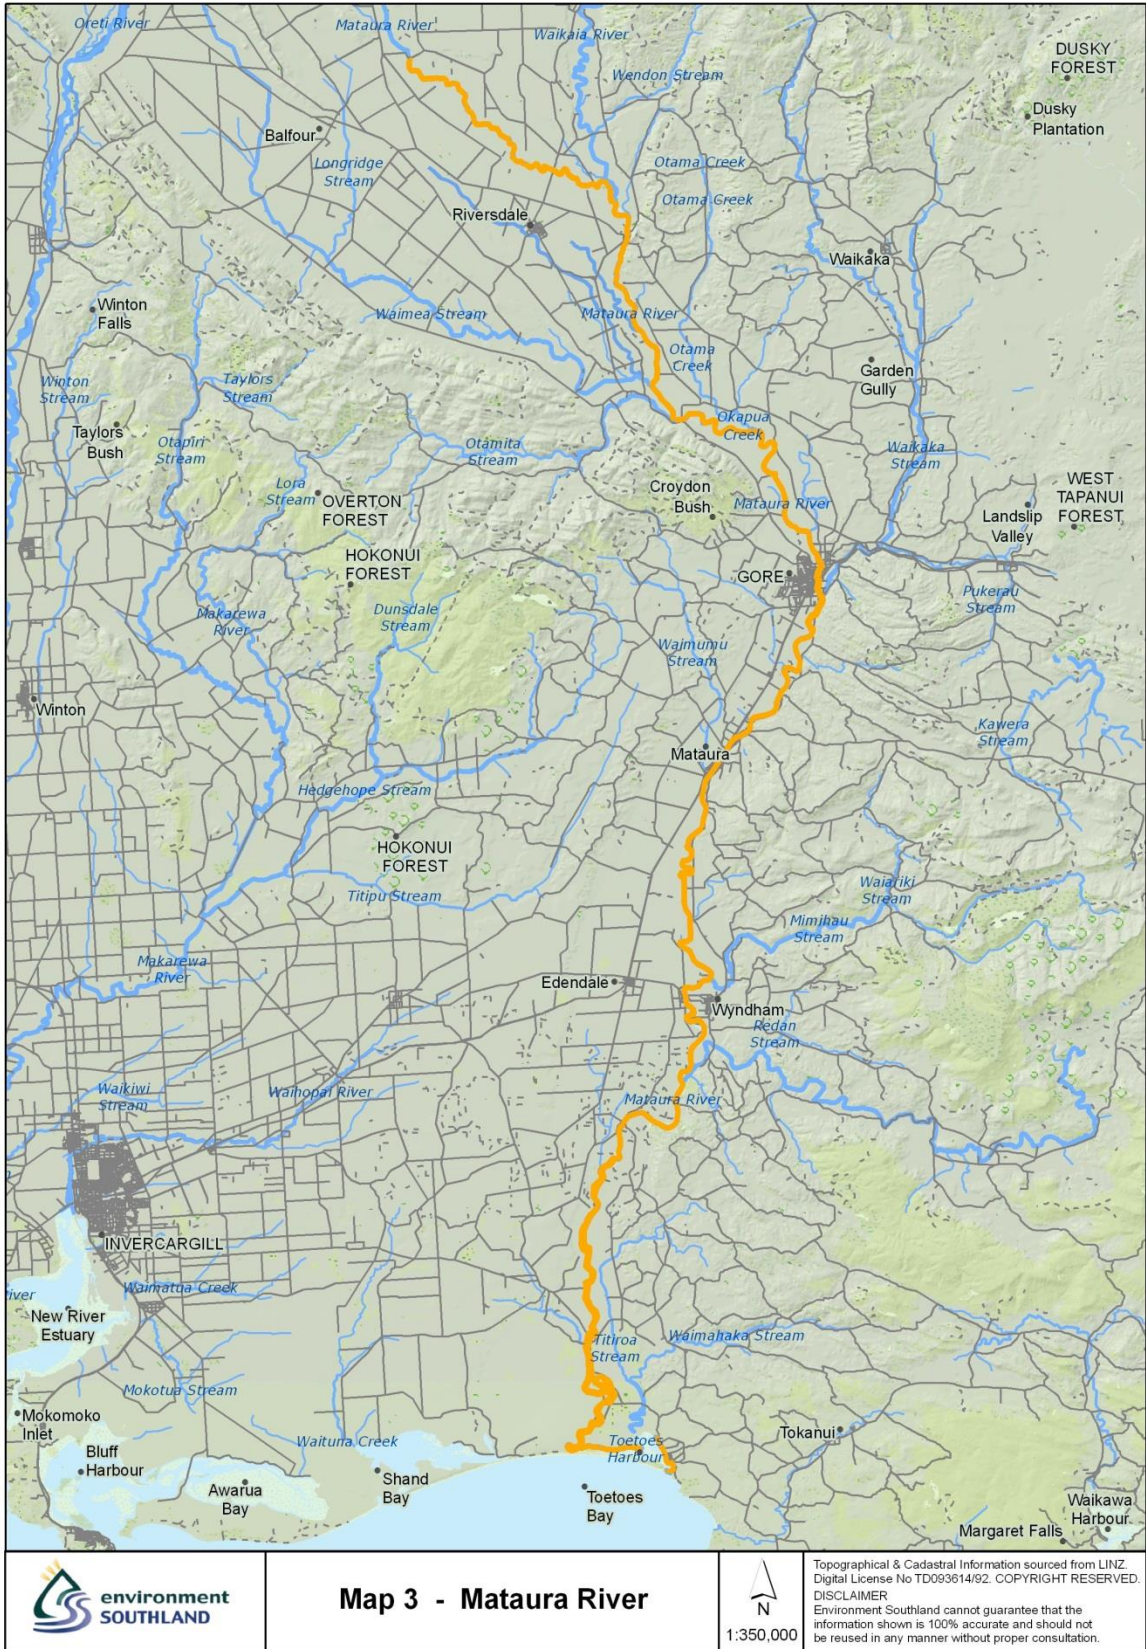 Oreti River
Mataura River
Waikaia River
Wendon Stream
DUSKY
FOREST
Dusky
Plantation
Balfour
Longridge
Stream
Otama Creek
Otama Creek
Riversdale
Waikaka
Winton
Falls
Waimea Stream
Mataura River
Otama
Creek
Garden
Gully
Winton
Stream
Taylors
Stream
Taylors
Bush
Otapiri
Stream
Otamita
Stream
Okapua
Creek
Waikaka
Stream
Lora
Stream
OVERTON
FOREST
Croydon
Bush
Mataura River
WEST
TAPANUI
FOREST
Landslip
Valley
HOKONUI
FOREST
GORE
Makarewa
River
Dunsdale
Stream
Pukerau
Stream
Waimumu
Stream
Winton
Kawera
Stream
Mataura
Hedgehope Stream
HOKONUI
FOREST
Titipu Stream
Waiariki
Stream
Mimihau
Stream
Makarewa
River
Edendale
Wyndham
Redan
Stream
Waikiwi
Stream
Waihopai River
Mataura River
INVERCARGILL
Waimatua Creek
iver
New River
Estuary
Titiroa
Stream
Waimahaka Stream
Mokotua Stream
Mokomoko
Inlet
Bluff
Harbour
Waituna Creek
Toetoes
Harbour
Tokanui
Shand
Bay
Awarua
Bay
Toetoes
Bay
Waikawa
Harbour
Margaret Falls
environment
SOUTHLAND
Map 3 - Mataura River
N
1:350,000
Topographical & Cadastral Information sourced from LINZ.
Digital License No TD093614/92. COPYRIGHT RESERVED.
DISCLAIMER
Environment Southland cannot guarantee that the
information shown is 100% accurate and should not
be reused in any manner without proper consultation.